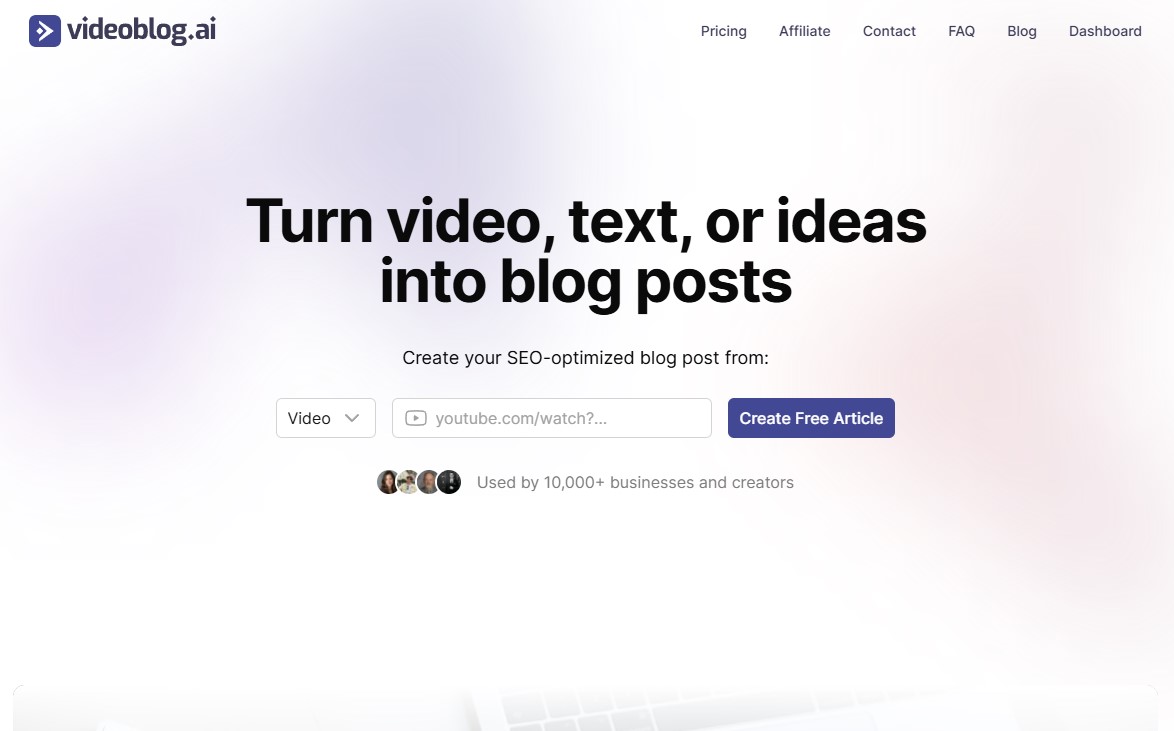 videoblog.ai
Pricing
Affiliate
Contact
FAQ
Blog
Dashboard
Turn video, text, or ideas
into blog posts
Create your SEO-optimized blog post from:
Video
youtube.com/watch?...
Create Free Article
Used by 10,000+ businesses and creators